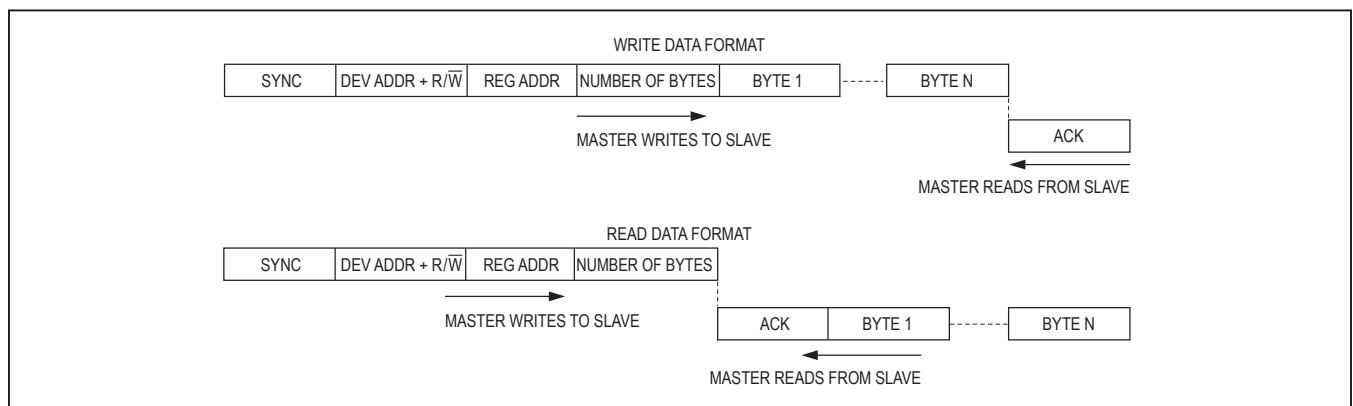 WRITE DATA FORMAT
SYNC DEV ADDR + R/W̅ REG ADDR NUMBER OF BYTES BYTE 1 BYTE N
MASTER WRITES TO SLAVE
ACK
MASTER READS FROM SLAVE
READ DATA FORMAT
SYNC DEV ADDR + R/W̅ REG ADDR NUMBER OF BYTES
MASTER WRITES TO SLAVE
ACK BYTE 1 BYTE N
MASTER READS FROM SLAVE